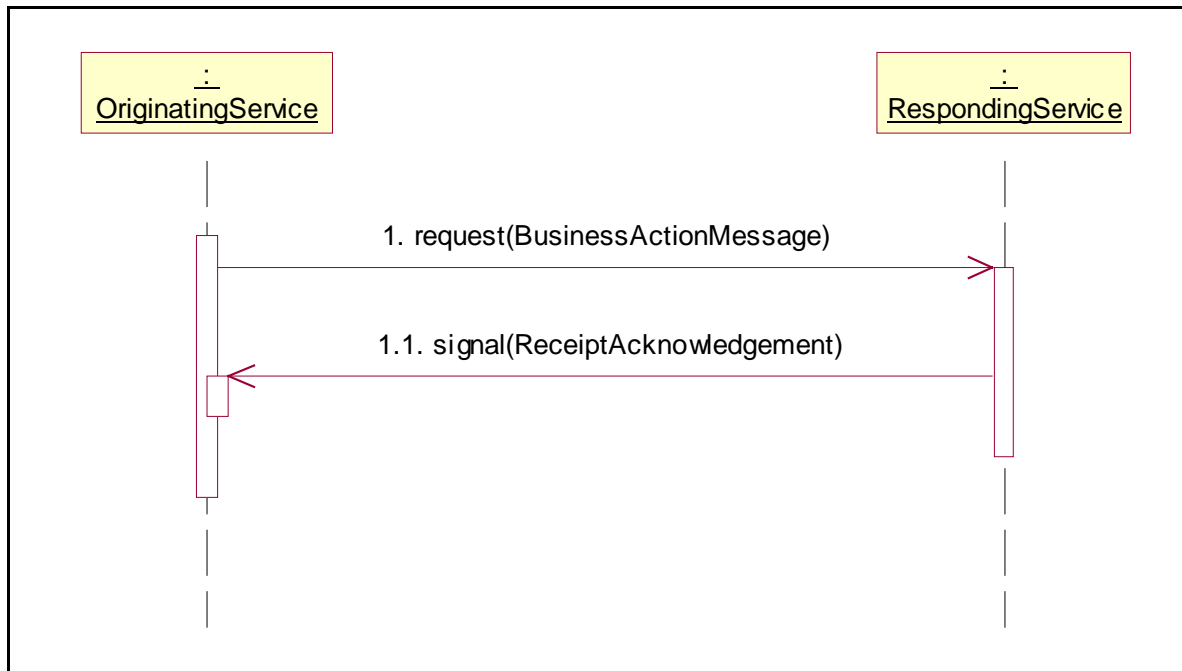 :
OriginatingService
:
RespondingService
1. request(BusinessActionMessage)
1.1. signal(ReceiptAcknowledgement)